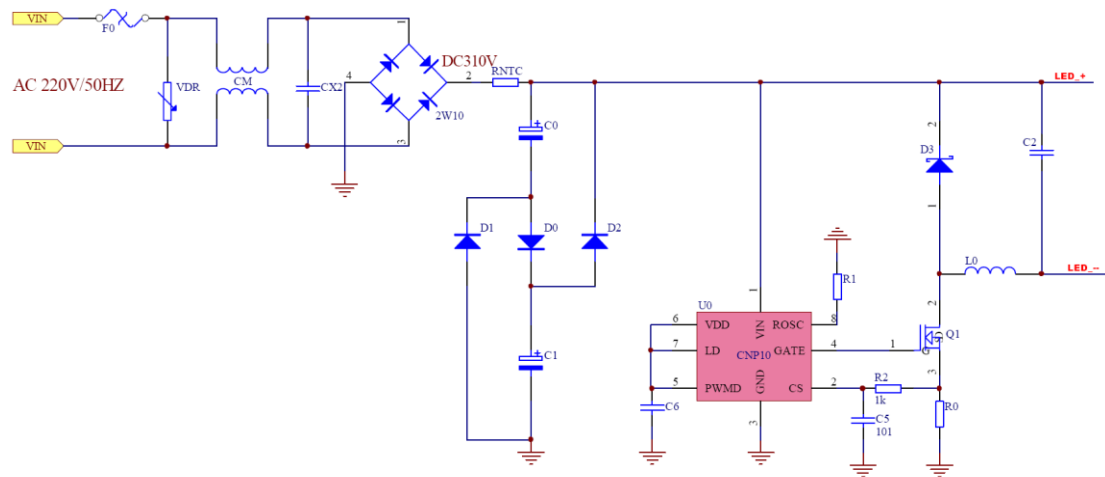 VIN
F0
AC 220V/50HZ
VDR
CM
CX2
1
4
DC310V
2
2W10
3
RNTC
LED_+
C0
D1
D0
D2
C1
2
D3
1
C2
L0
LED_--
R1
U0
1
6
VDD
VIN
ROSC
8
7
LD
CNP10
GATE
4
1
2
Q1
G
3
5
PWMD
GND
CS
2
R2
1k
C6
3
C5
101
R0
VIN